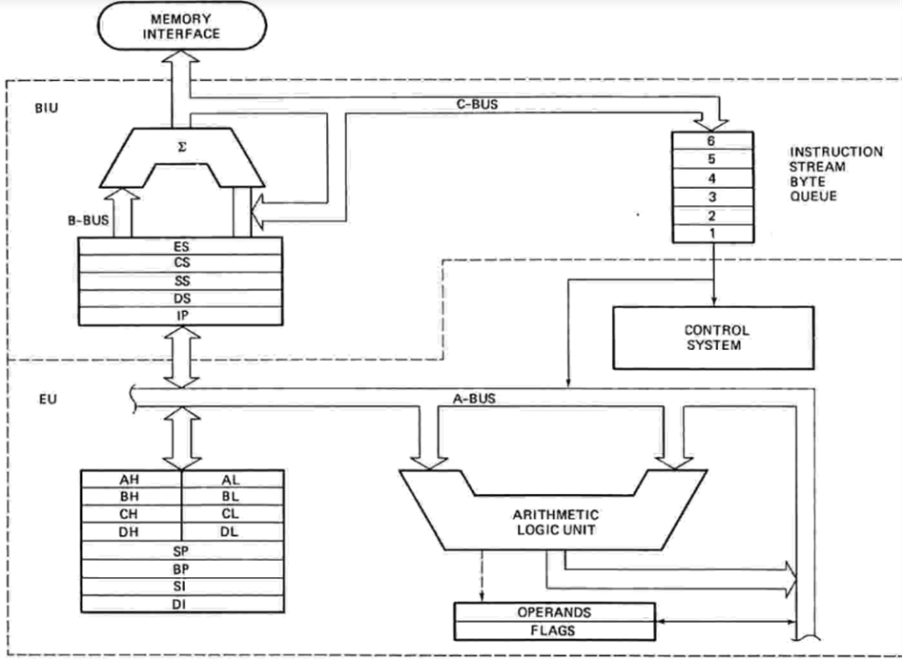 MEMORY
INTERFACE
BIU
C-BUS
Σ
B-BUS
6
5
4
3
2
1
INSTRUCTION
STREAM
BYTE
QUEUE
ES
CS
SS
DS
IP
CONTROL
SYSTEM
EU
A-BUS
AH AL
BH BL
CH CL
DH DL
SP
BP
SI
DI
ARITHMETIC
LOGIC UNIT
OPERANDS
FLAGS